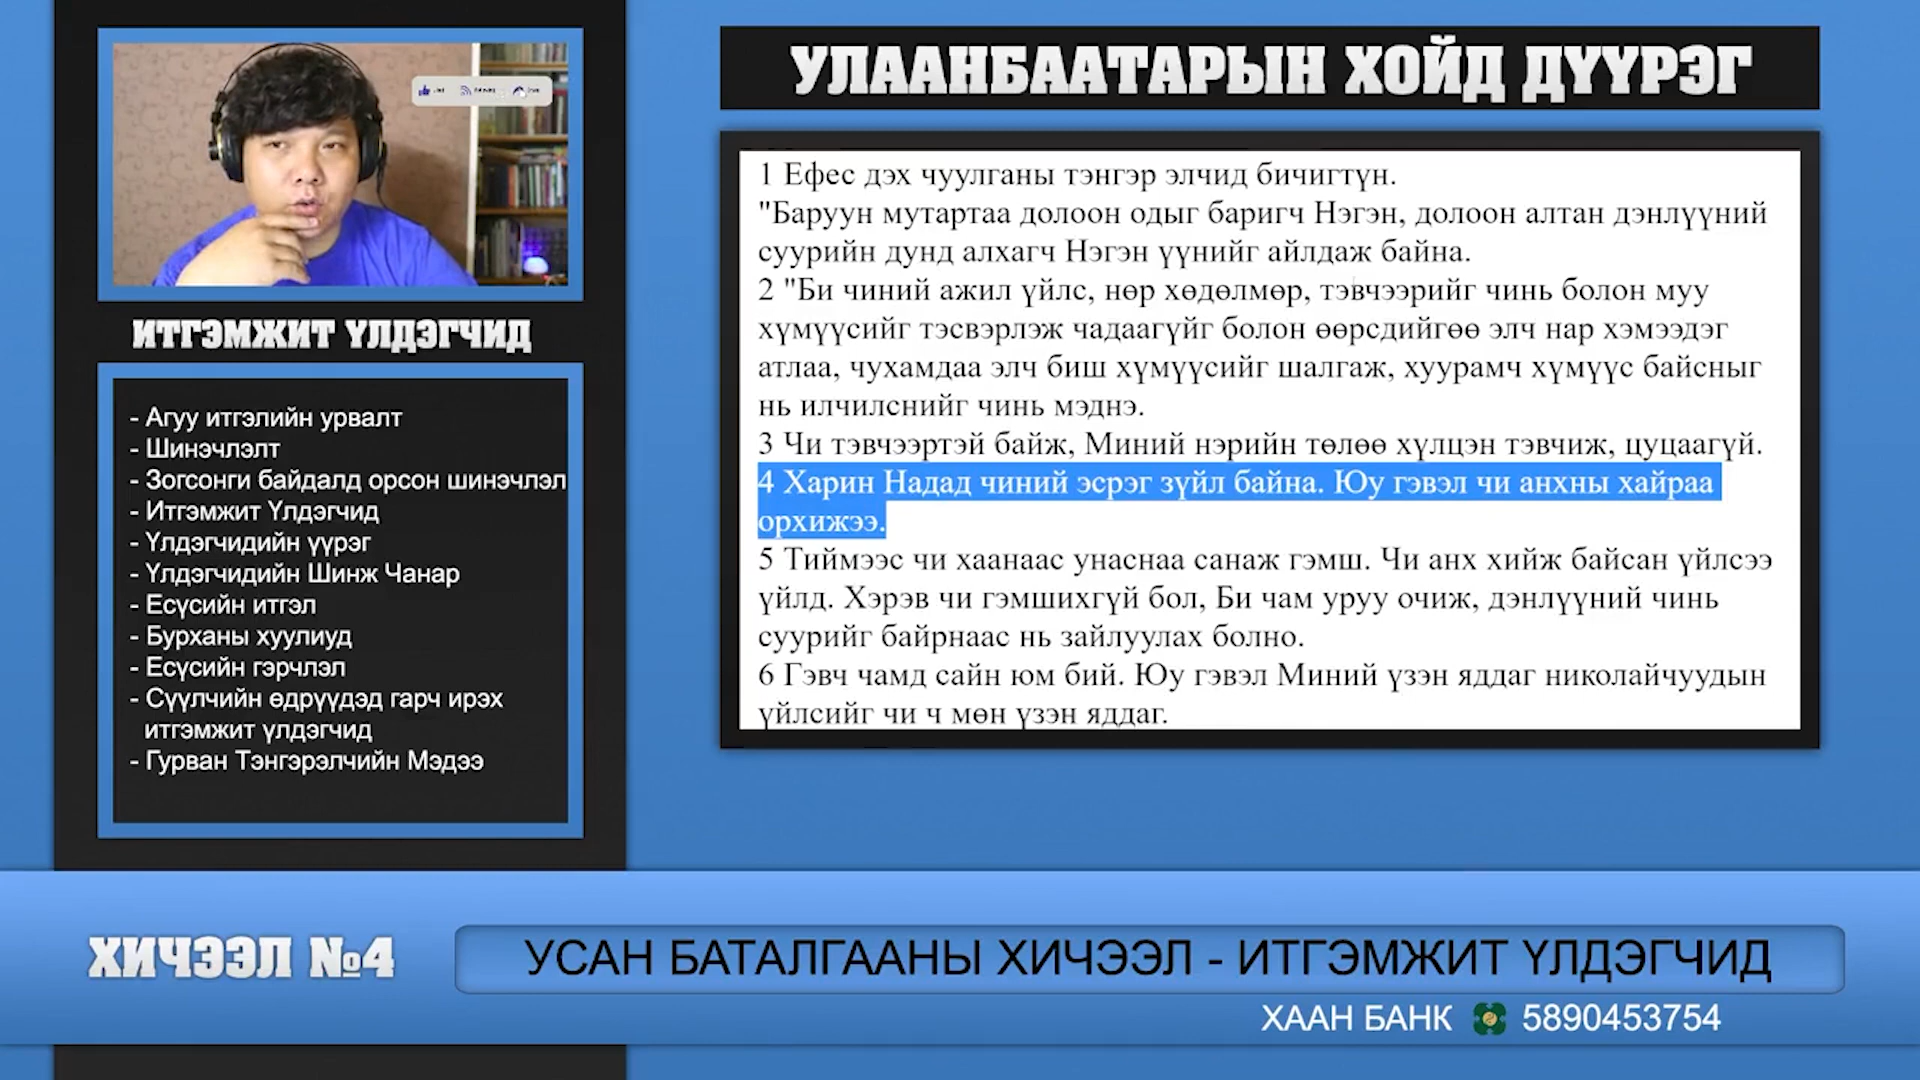 УЛААНБААТАРЫН ХОЙД ДҮҮРЭГ
ИТГЭМЖИТ ҮЛДЭГЧИД
- Агуу итгэлийн урвалт
- Шинэчлэлт
- Зогсонги байдалд орсон шинэчлэл
- Итгэмжит Үлдэгчид
- Үлдэгчидийн үүрэг
- Үлдэгчидийн Шинж Чанар
- Есүсийн итгэл
- Бурханы хуулиуд
- Есүсийн гэрчлэл
- Сүүлчийн өдрүүдэд гарч ирэх
итгэмжит үлдэгчид
- Гурван Тэнгэрэлчийн Мэдээ
1 Ефес дэх чуулганы тэнгэр элчид бичигтүн.
"Баруун мутартаа долоон одыг баригч Нэгэн, долоон алтан дэнлүүний
суурийн дунд алхагч Нэгэн үүнийг айлдаж байна.
2 "Би чиний ажил үйлс, нөр хөдөлмөр, тэвчээрийг чинь болон муу
хүмүүсийг тэсвэрлэж чадаагүйг болон өөрсдийгөө элч нар хэмээдэг
атлаа, чухамдаа элч биш хүмүүсийг шалгаж, хуурамч хүмүүс байсныг
нь илчилснийг чинь мэднэ.
3 Чи тэвчээртэй байж, Миний нэрийн төлөө хүлцэн тэвчиж, цуцаагүй.
4 Харин Надад чиний эсрэг зүйл байна. Юу гэвэл чи анхны хайраа
орхижээ.
5 Тиймээс чи хаанаас унаснаа санаж гэмш. Чи анх хийж байсан үйлсээ
үйлд. Хэрэв чи гэмшихгүй бол, Би чам уруу очиж, дэнлүүний чинь
суурийг байрнаас нь зайлуулах болно.
6 Гэвч чамд сайн юм бий. Юу гэвэл Миний үзэн яддаг николайчуудын
үйлсийг чи ч мөн үзэн яддаг.
ХИЧЭЭЛ №4
УСАН БАТАЛГААНЫ ХИЧЭЭЛ - ИТГЭМЖИТ ҮЛДЭГЧИД
ХААН БАНК 5890453754